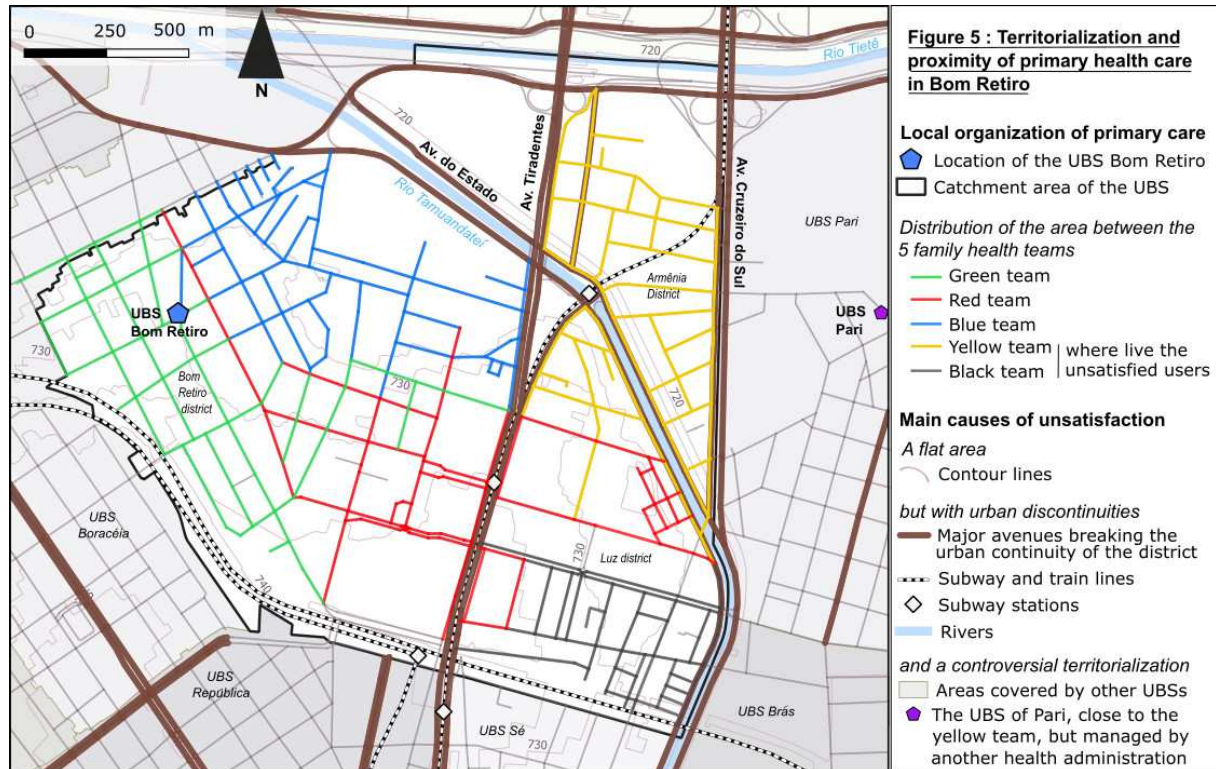 0 250 500 m
N
720
Rio Tietê
720
Av. do Estado
Av. Tiradentes
Rio Tamuandateí
Av. Cruzeiro do Sul
UBS Pari
Armênia
District
UBS
Bom Retiro
UBS
Pari
730
Bom
Retiro
district
730
720
UBS
Boracéia
730
Luz district
740
740
UBS
República
UBS Sé
730
UBS Brás
Figure 5 : Territorialization and
proximity of primary health care
in Bom Retiro
Local organization of primary care
Location of the UBS Bom Retiro
Catchment area of the UBS
Distribution of the area between the
5 family health teams
Green team
Red team
Blue team
Yellow team
Black team
where live the
unsatisfied users
Main causes of unsatisfaction
A flat area
Contour lines
but with urban discontinuities
Major avenues breaking the
urban continuity of the district
Subway and train lines
Subway stations
Rivers
and a controversial territorialization
Areas covered by other UBSs
The UBS of Pari, close to the
yellow team, but managed by
another health administration